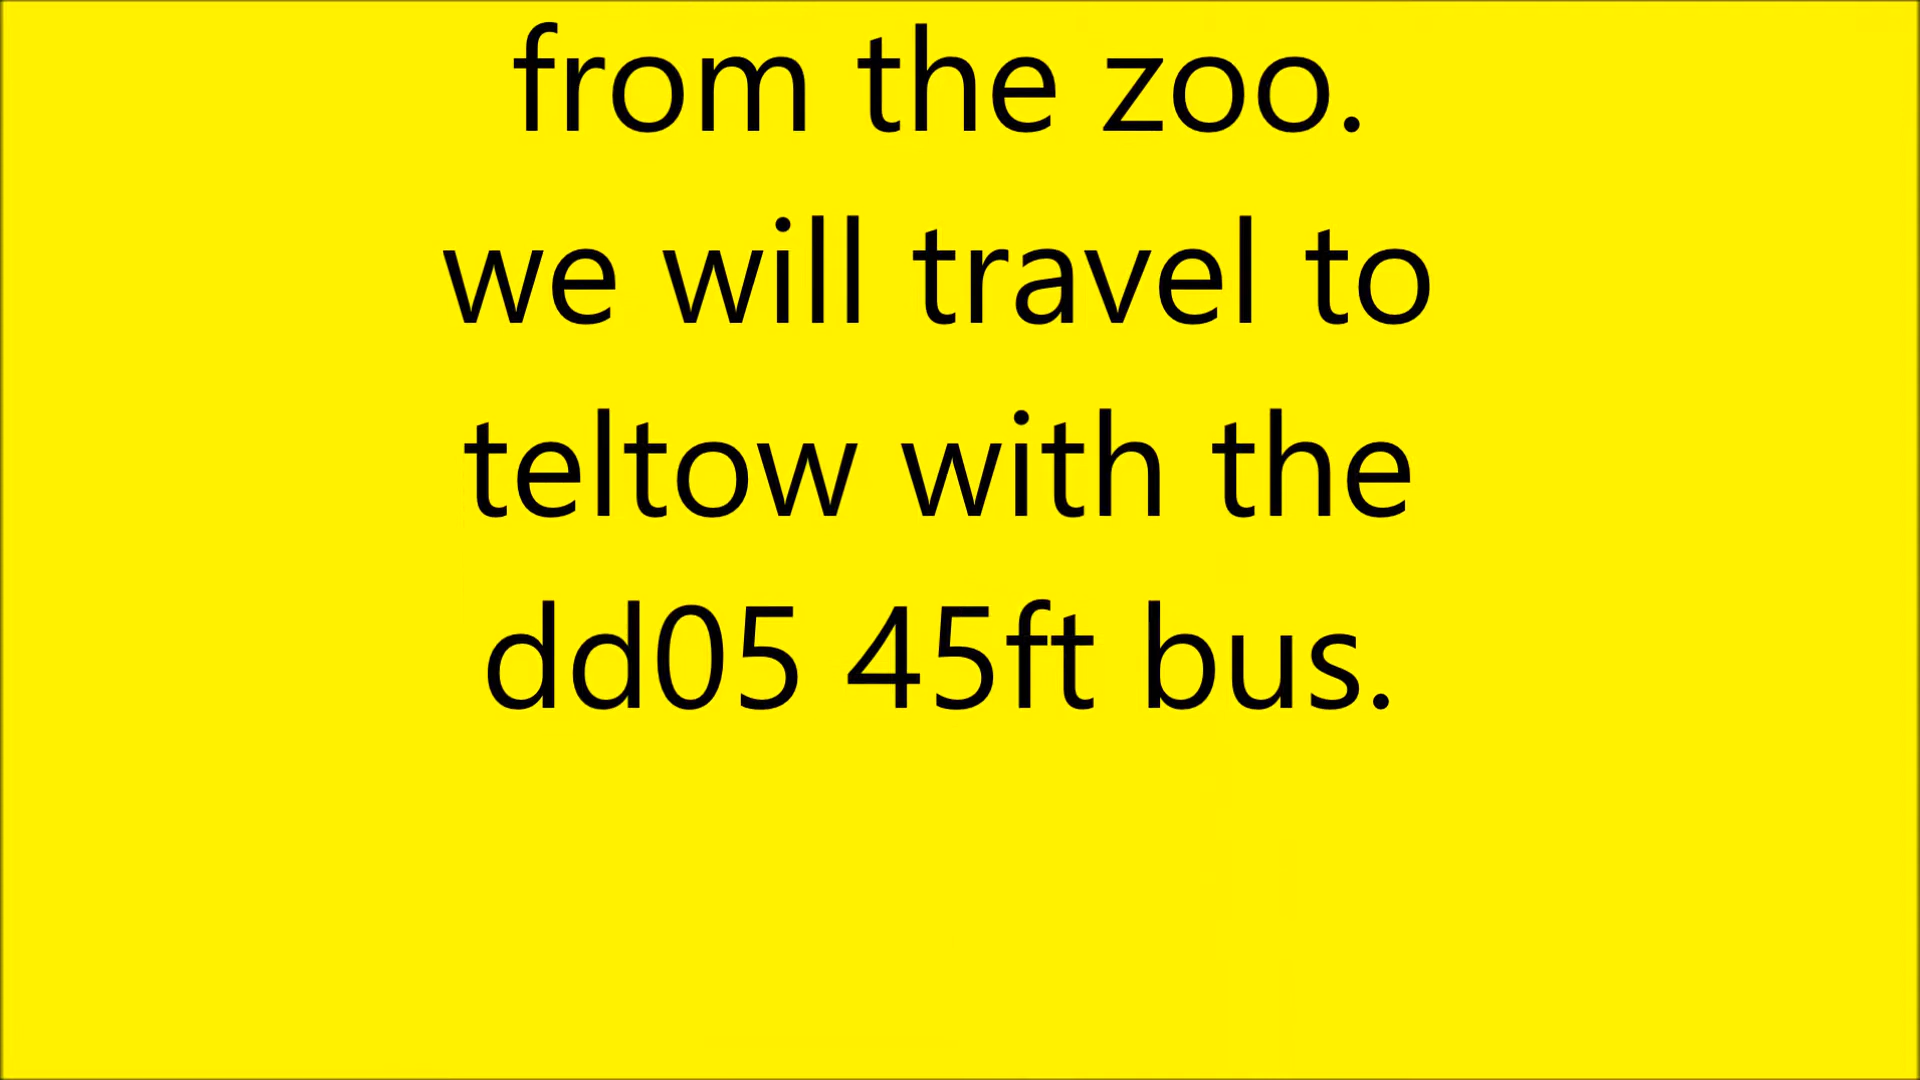 from the zoo.
we will travel to
teltow with the
dd05 45ft bus.